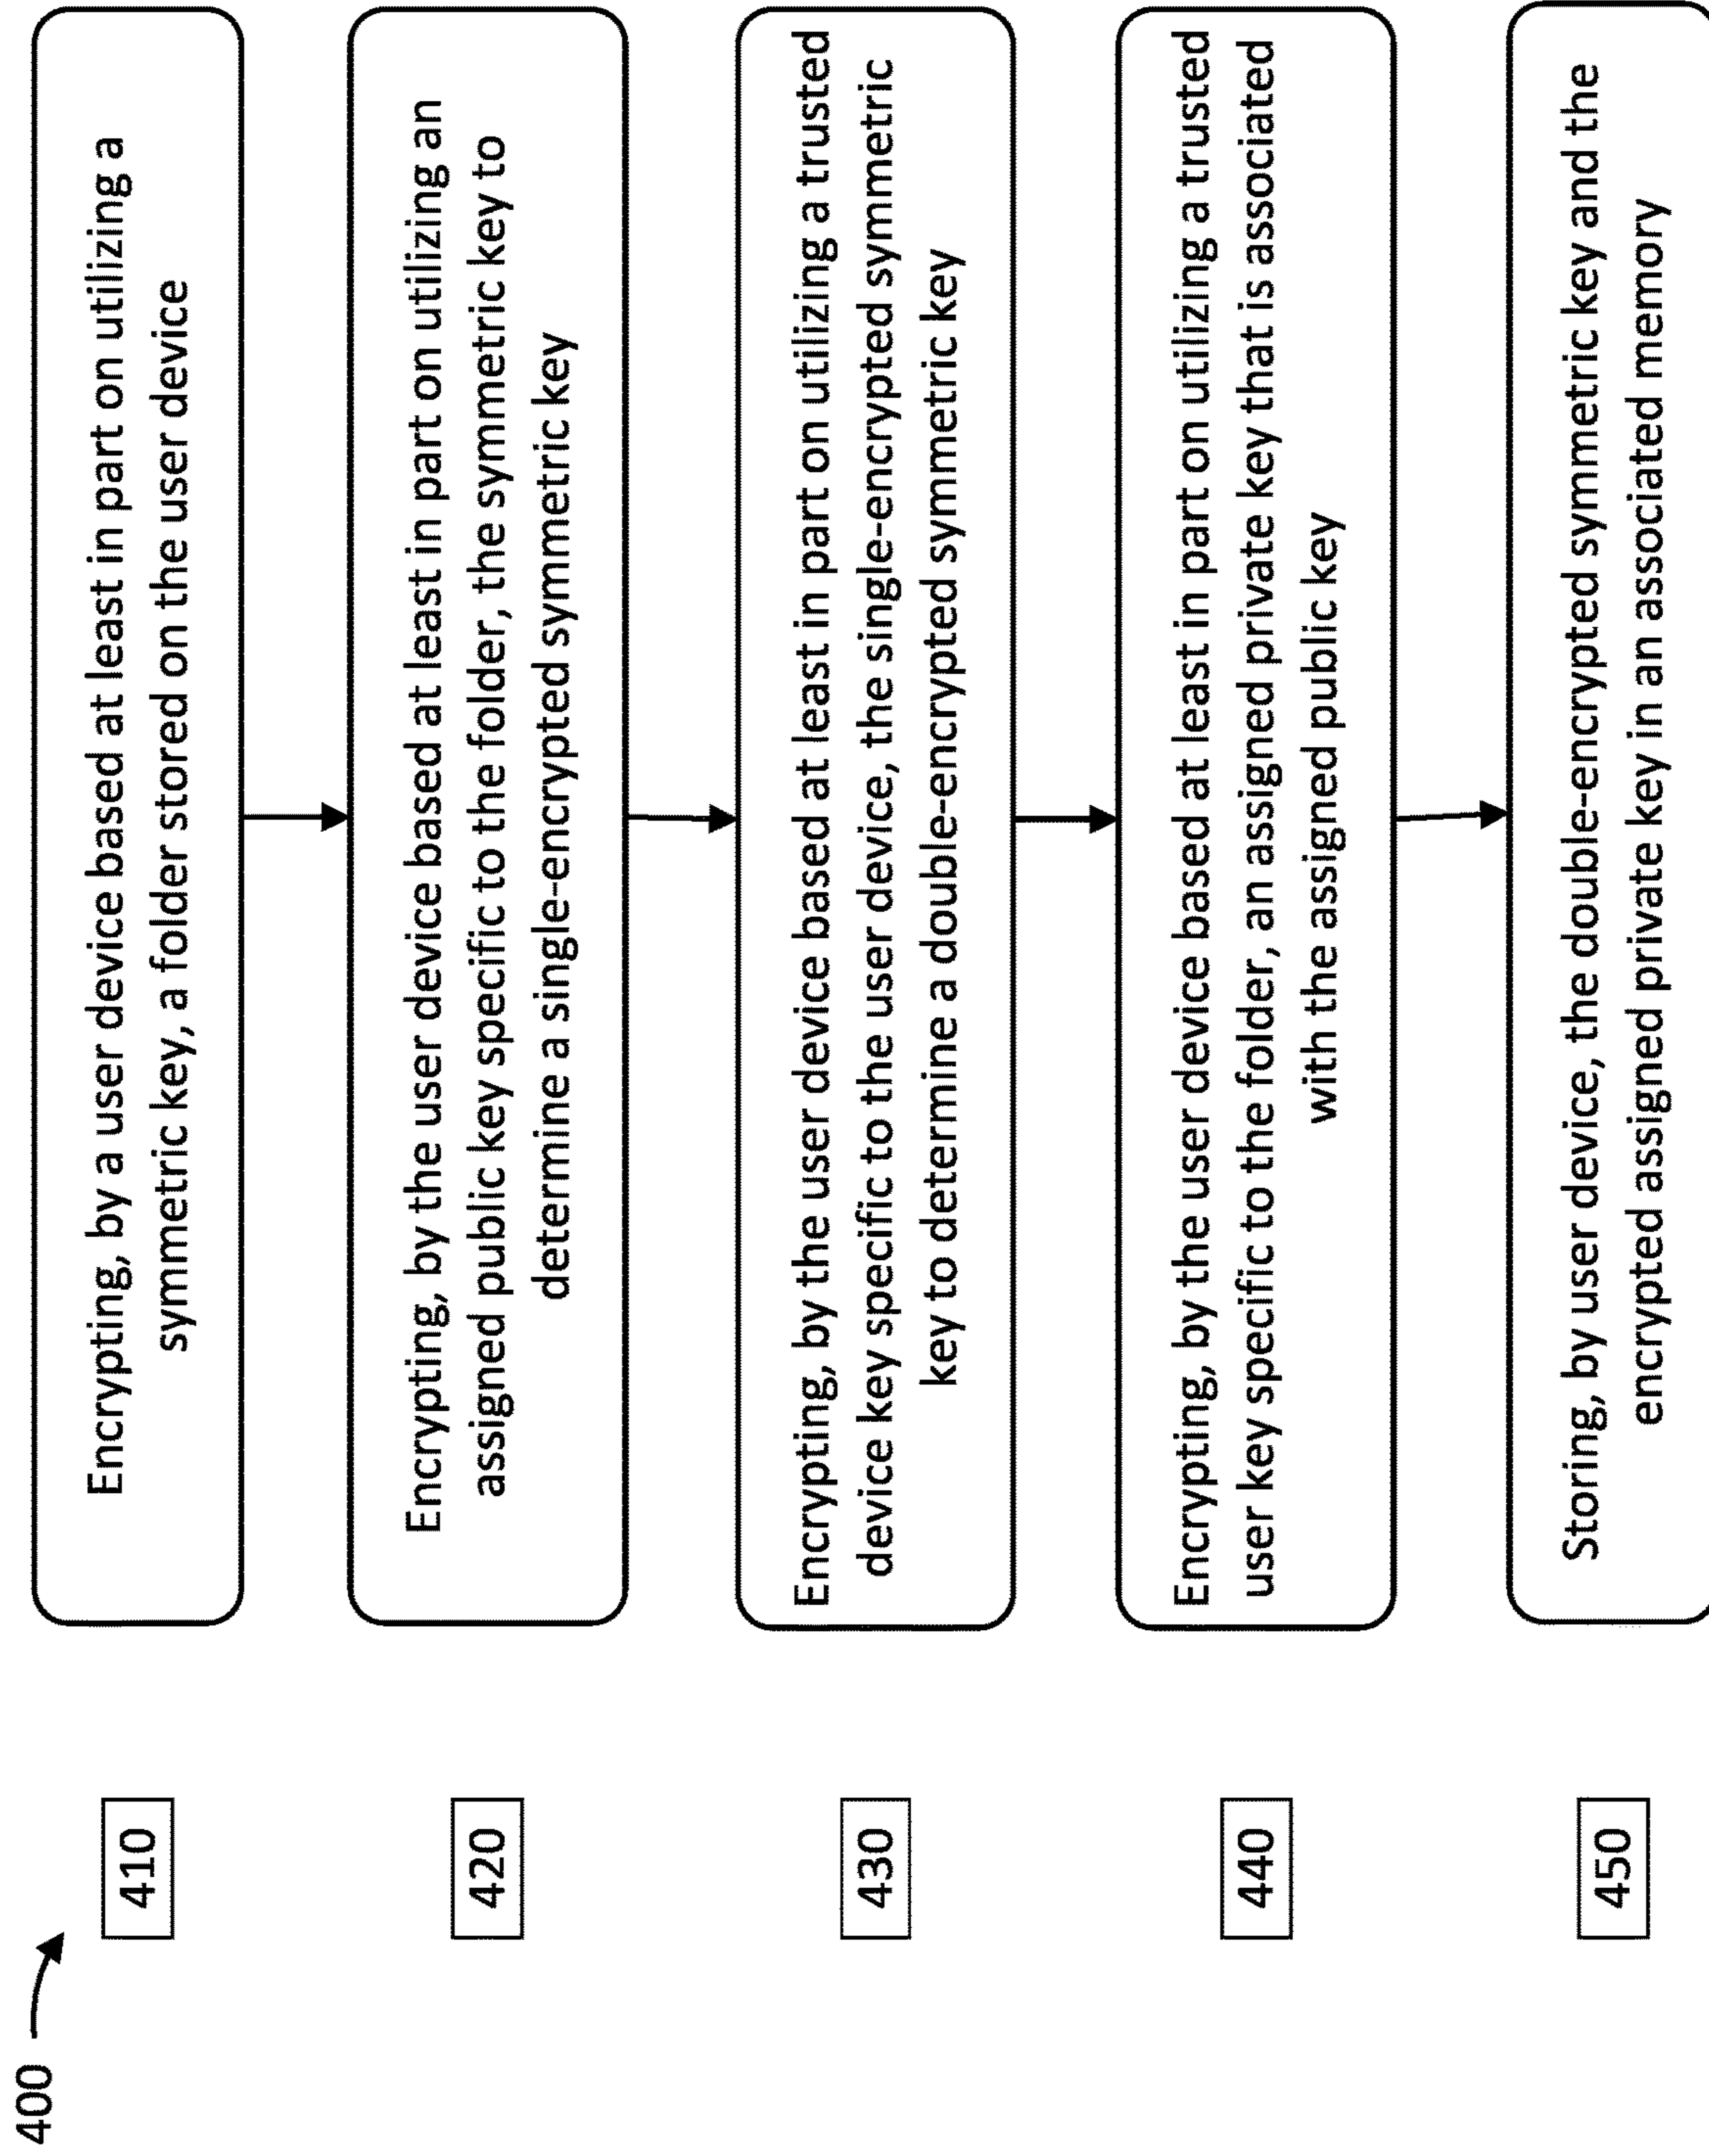 400
410
Encrypting, by a user device based at least in part on utilizing a
symmetric key, a folder stored on the user device
420
Encrypting, by the user device based at least in part on utilizing an
assigned public key specific to the folder, the symmetric key to
determine a single-encrypted symmetric key
430
Encrypting, by the user device based at least in part on utilizing a trusted
device key specific to the user device, the single-encrypted symmetric
key to determine a double-encrypted symmetric key
440
Encrypting, by the user device based at least in part on utilizing a trusted
user key specific to the folder, an assigned private key that is associated
with the assigned public key
450
Storing, by user device, the double-encrypted symmetric key and the
encrypted assigned private key in an associated memory